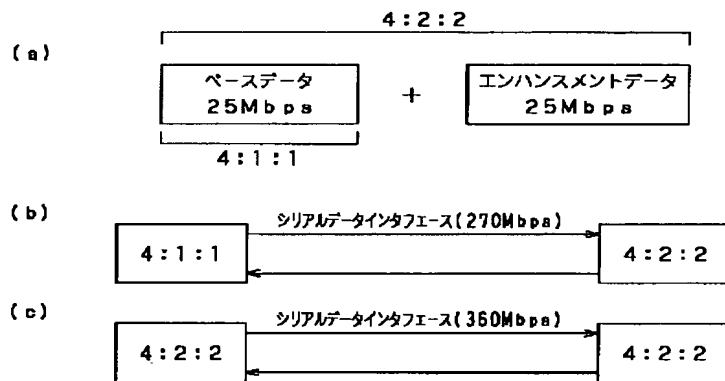 4:2:2
(a)
ベースデータ
25Mbps
+
エンハンスメントデータ
25Mbps
4:1:1
(b)
シリアルデータインタフェース(270Mbps)
4:1:1
4:2:2
(c)
シリアルデータインタフェース(360Mbps)
4:2:2
4:2:2